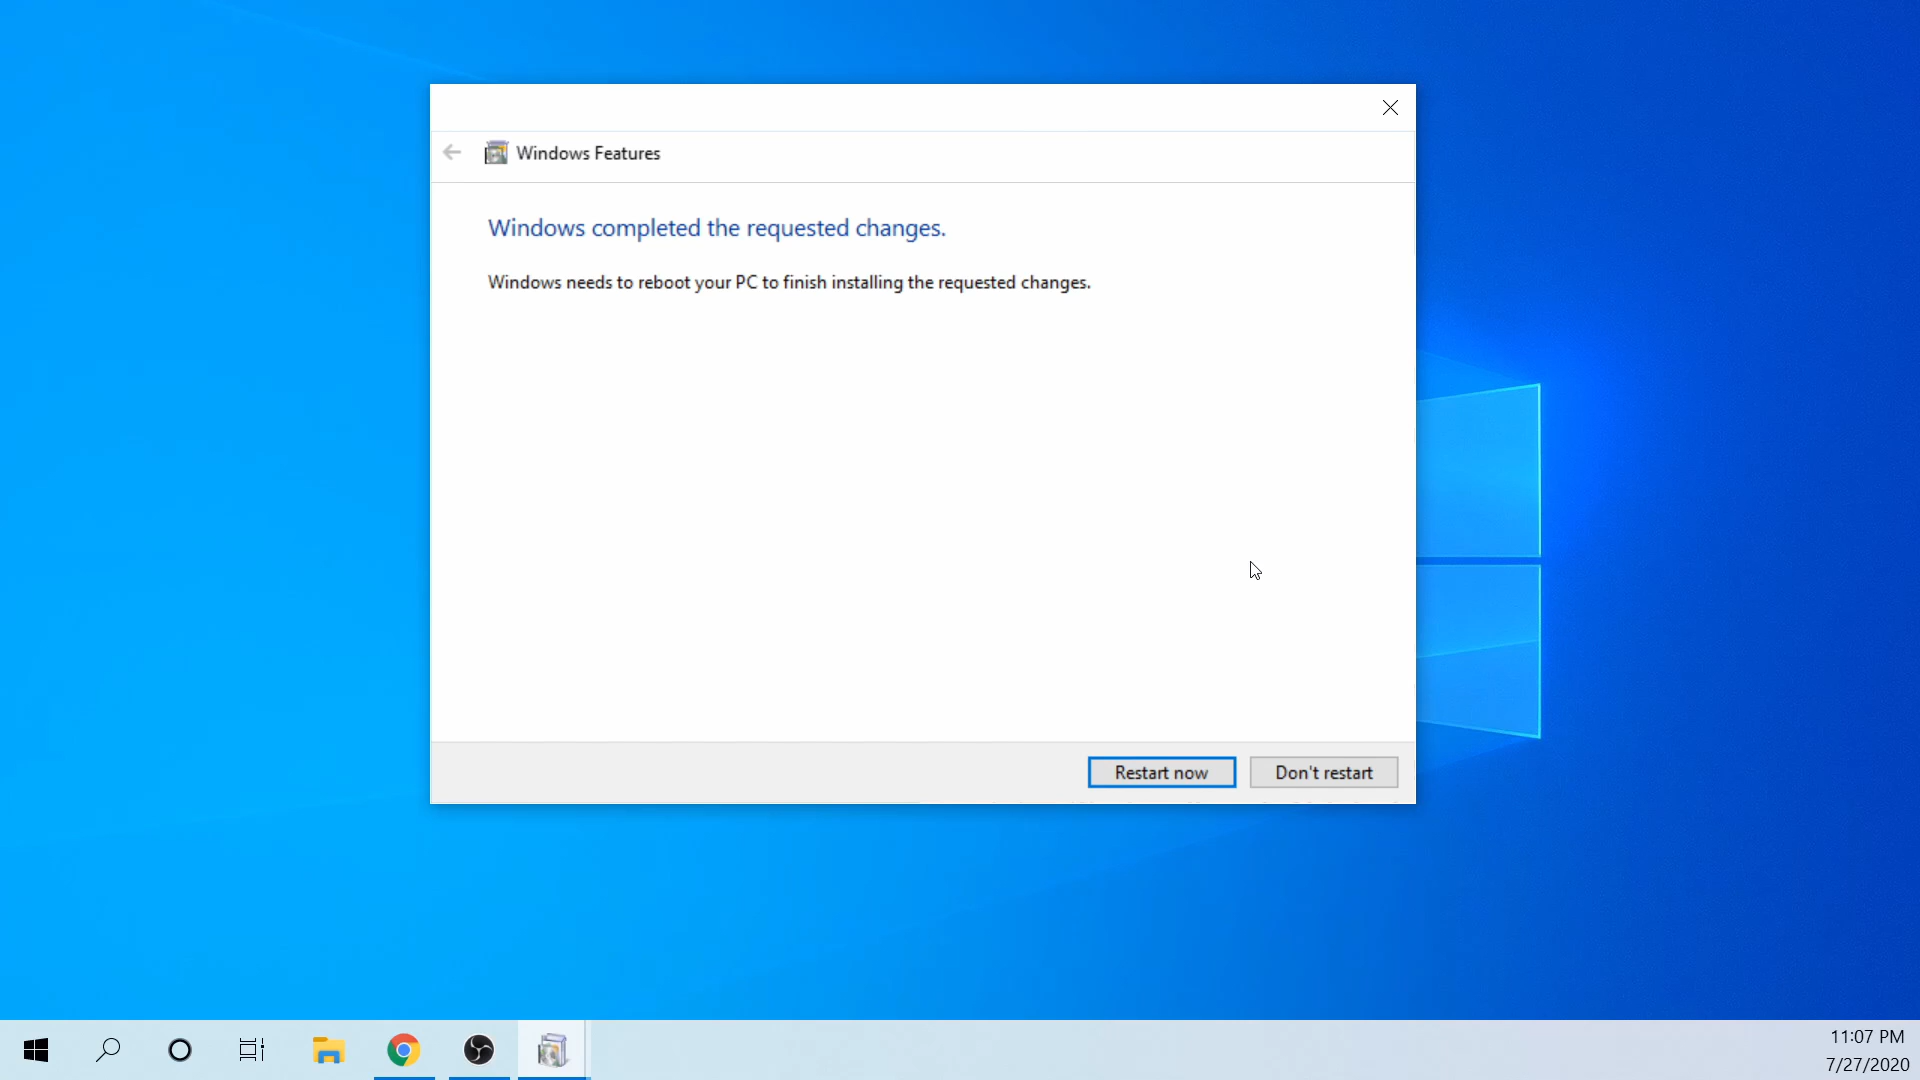 Windows Features
Windows completed the requested changes.
Windows needs to reboot your PC to finish installing the requested changes.
Restart now
Don't restart
11:07 PM
7/27/2020